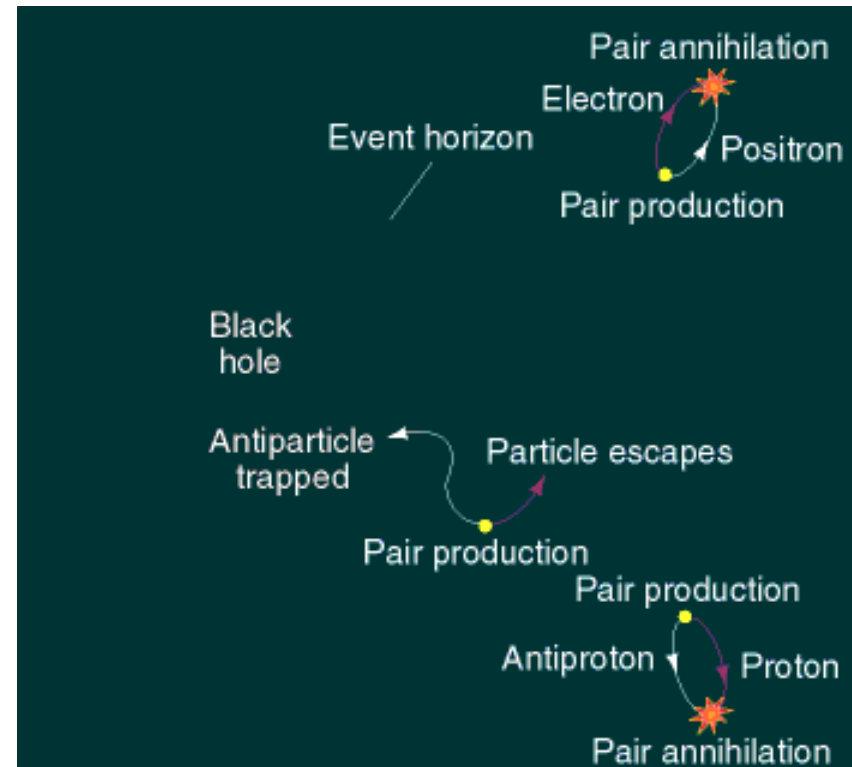 Pair annihilation
Electron
Event horizon
Positron
Pair production
Black
hole
Antiparticle
trapped
Particle escapes
Pair production
Pair production
Antiproton
Proton
Pair annihilation